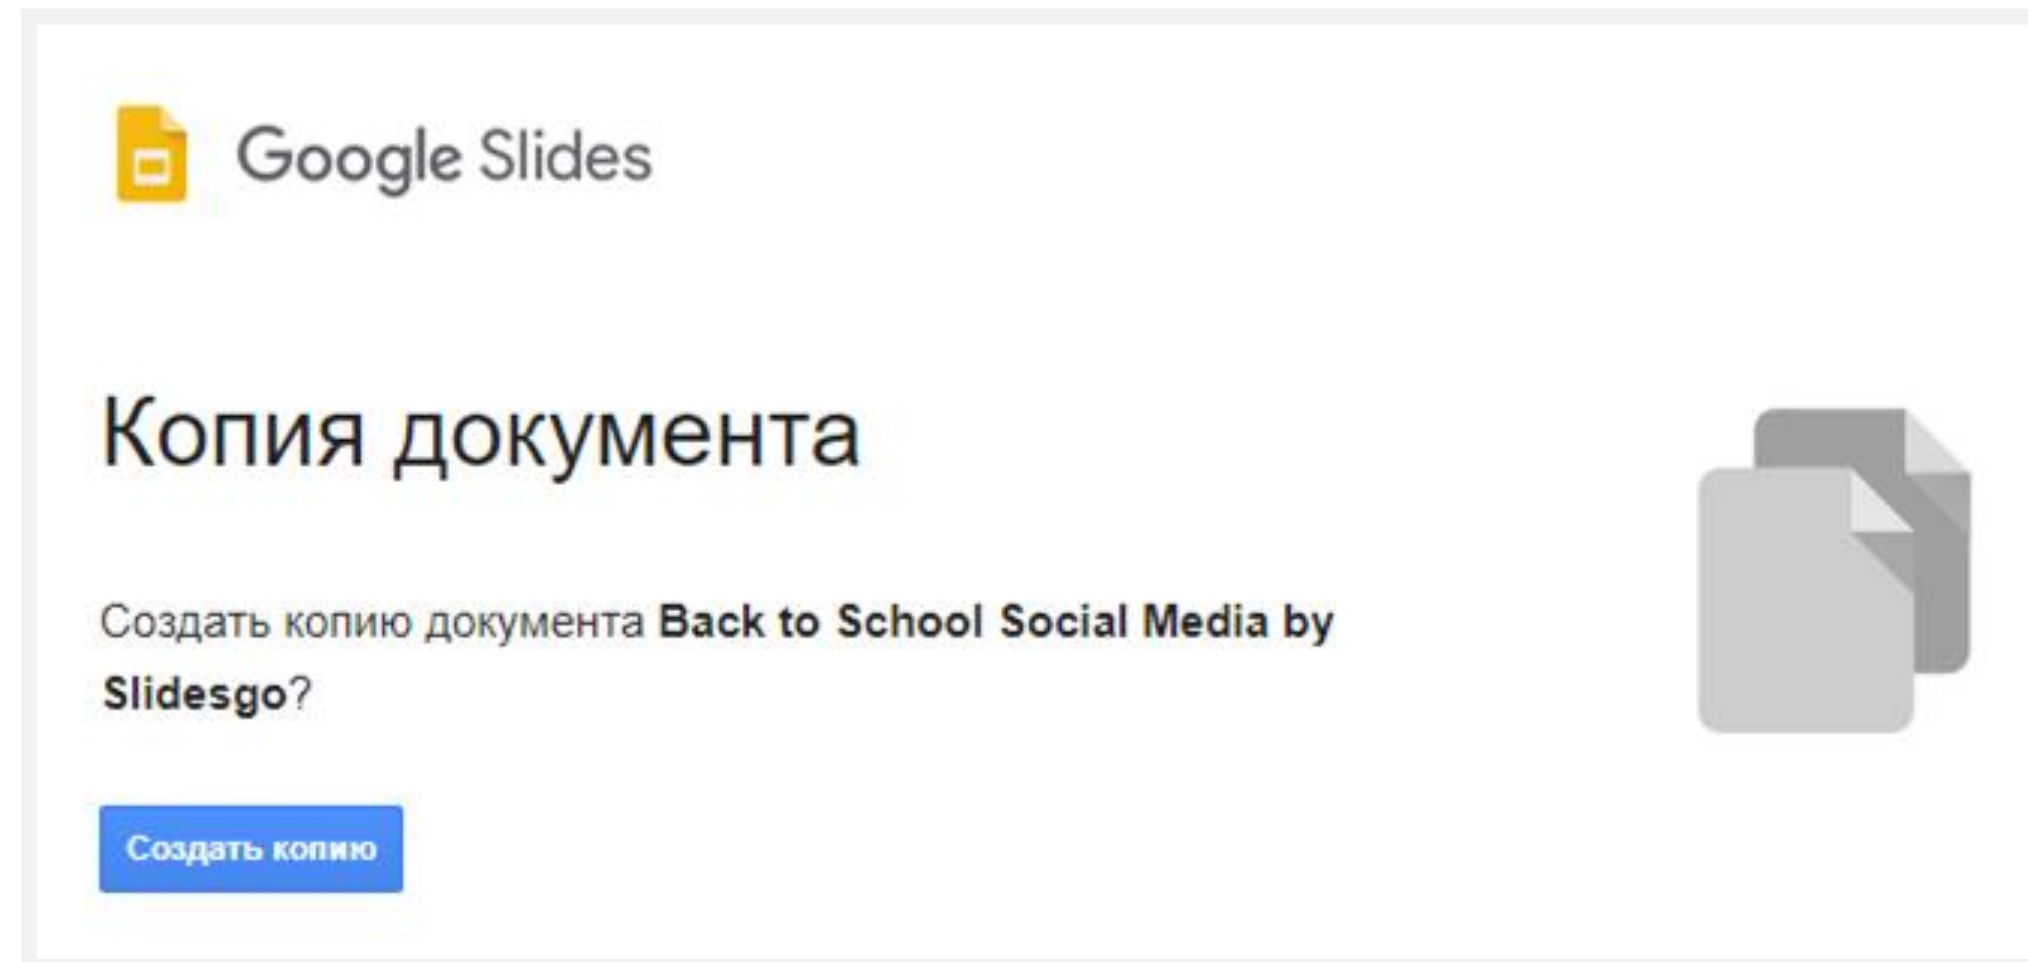 Google Slides
Копия документа
Создать копию документа Back to School Social Media by
Slidesgo?
Создать копию